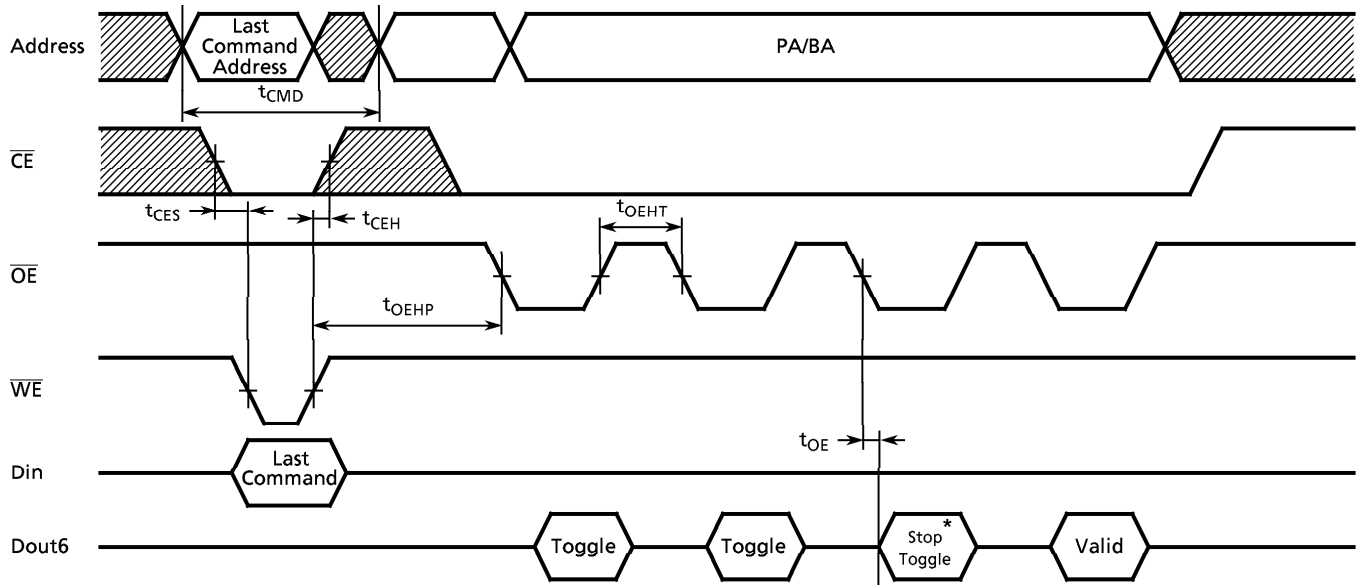 Address
Last
Command
Address
PA/BA
tCMD
CE
tCES
tCEH
tOEHT
OE
tOEHP
WE
tOE
Din
Last
Command
Dout6
Toggle
Toggle
Stop*
Toggle
Valid